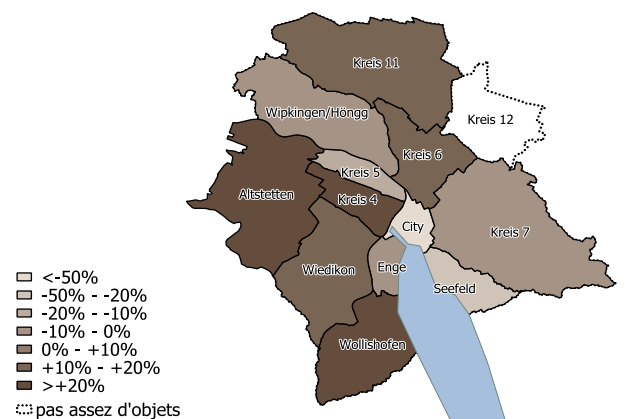 Kreis 11
Wipkingen/Höngg
Kreis 12
Kreis 6
Kreis 5
Altstetten
Kreis 4
City
Kreis 7
Enge
Wiedikon
Seefeld
Wollishofen
<-50%
-50% - -20%
-20% - -10%
-10% - 0%
0% - +10%
+10% - +20%
>+20%
pas assez d'objets